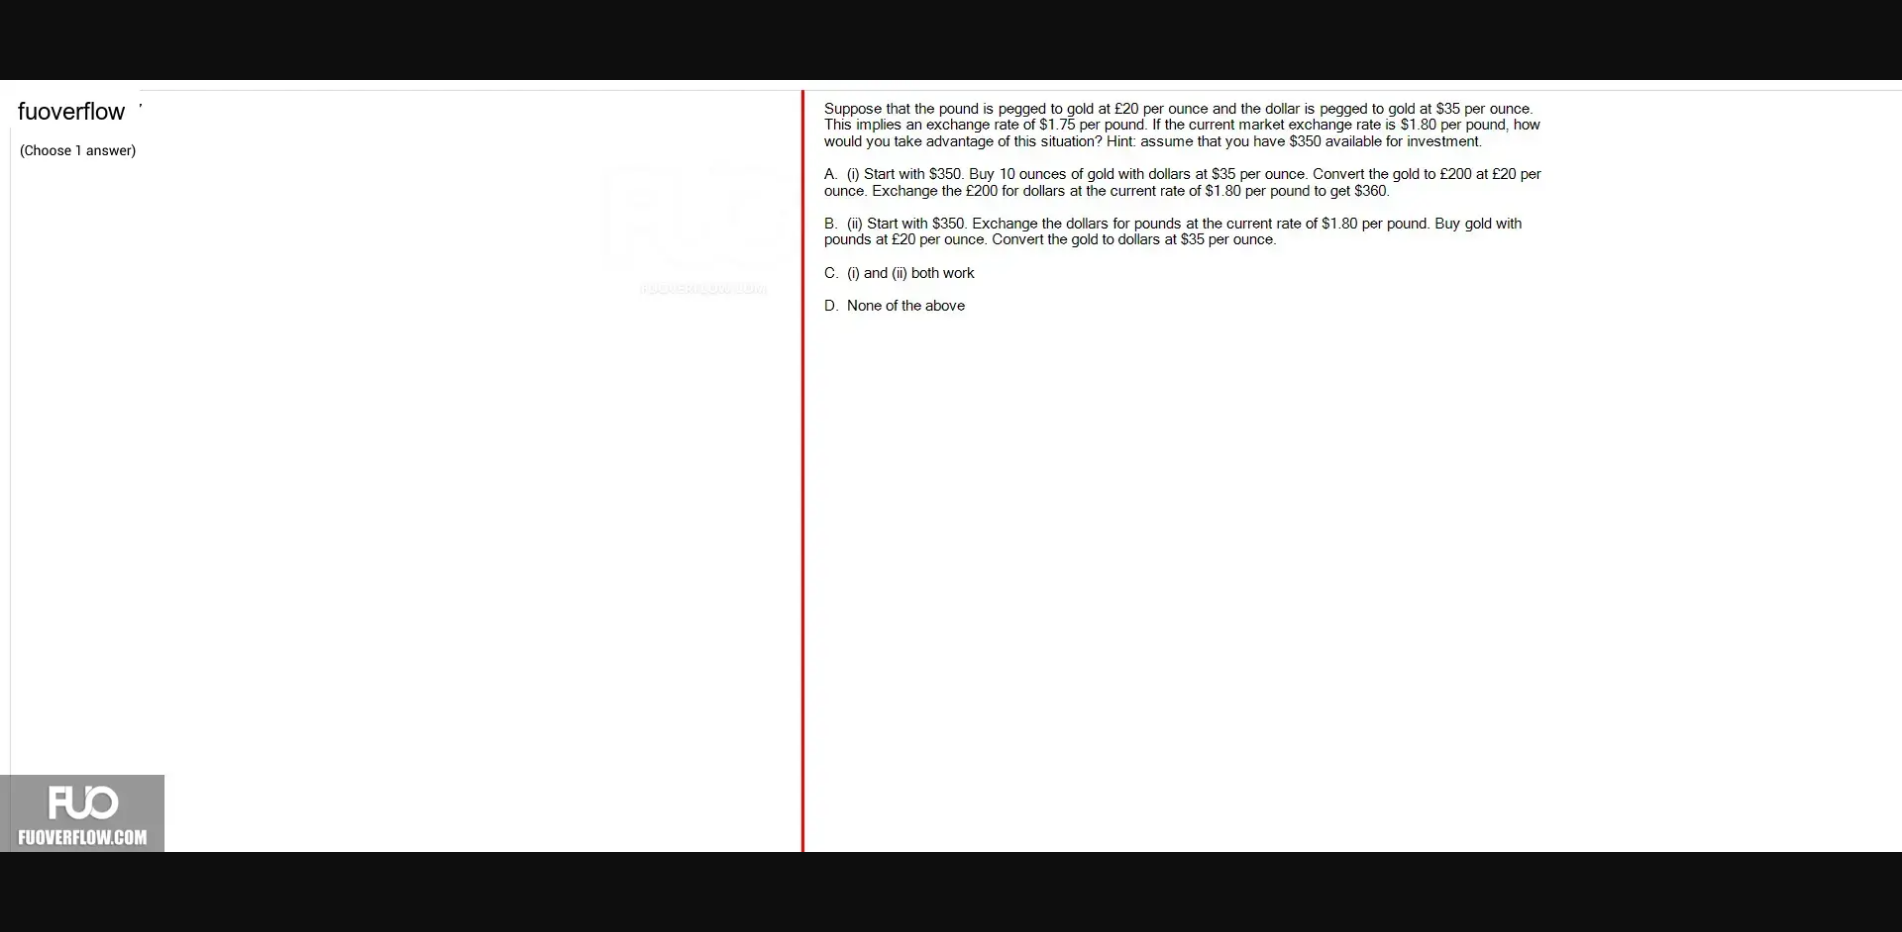 fuoverflow
(Choose 1 answer)
Suppose that the pound is pegged to gold at £20 per ounce and the dollar is pegged to gold at $35 per ounce.
This implies an exchange rate of $1.75 per pound. If the current market exchange rate is $1.80 per pound, how
would you take advantage of this situation? Hint: assume that you have $350 available for investment.
A. (i) Start with $350. Buy 10 ounces of gold with dollars at $35 per ounce. Convert the gold to £200 at £20 per
ounce. Exchange the £200 for dollars at the current rate of $1.80 per pound to get $360.
B. (ii) Start with $350. Exchange the dollars for pounds at the current rate of $1.80 per pound. Buy gold with
pounds at £20 per ounce. Convert the gold to dollars at $35 per ounce.
C. (i) and (ii) both work
D. None of the above
FUO
FUOVERFLOW.COM
FUO
FUOVERFLOW.COM